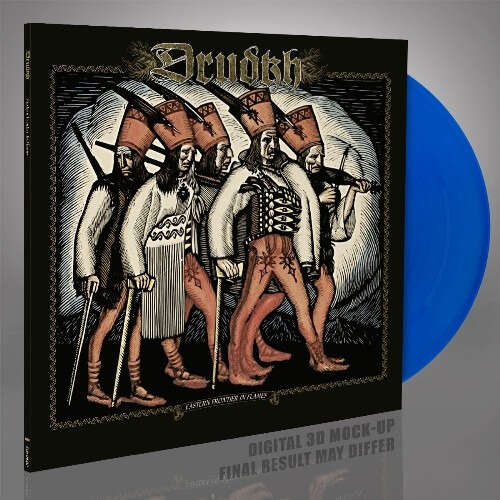 Drudkh
EASTERN FRONTIER IN FLAMES
DIGITAL 3D MOCK-UP
FINAL RESULT MAY DIFFER